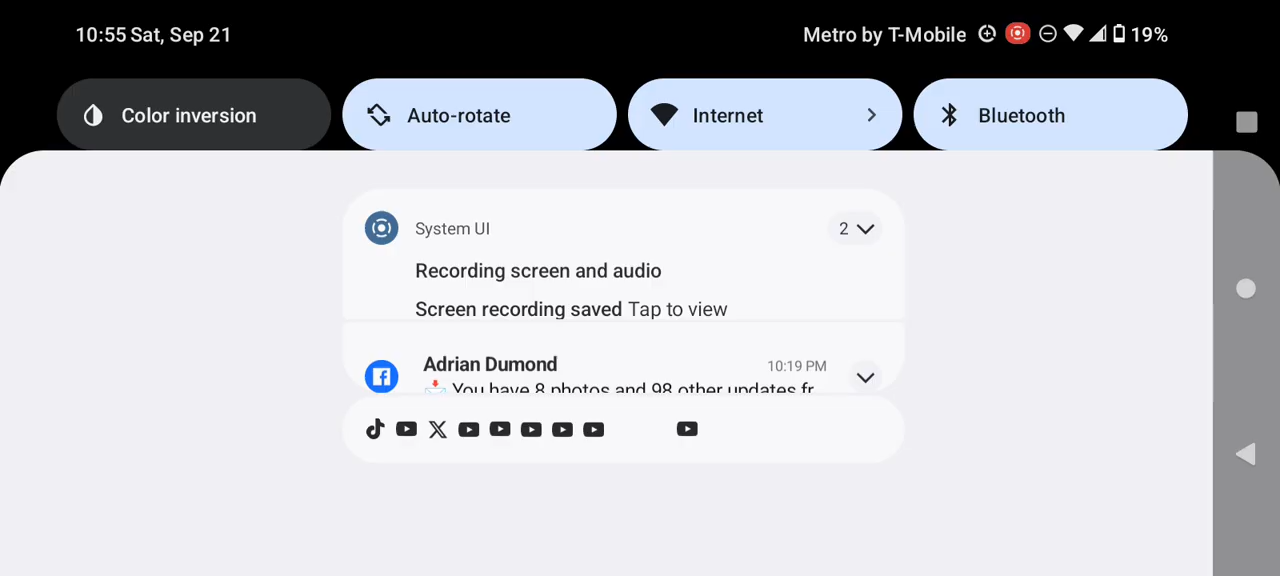 10:55 Sat, Sep 21
Metro by T-Mobile 19%
Color inversion
Auto-rotate
Internet
Bluetooth
System UI
2
Recording screen and audio
Screen recording saved Tap to view
Adrian Dumond 10:19 PM
You have 8 photos and 98 other updates fr